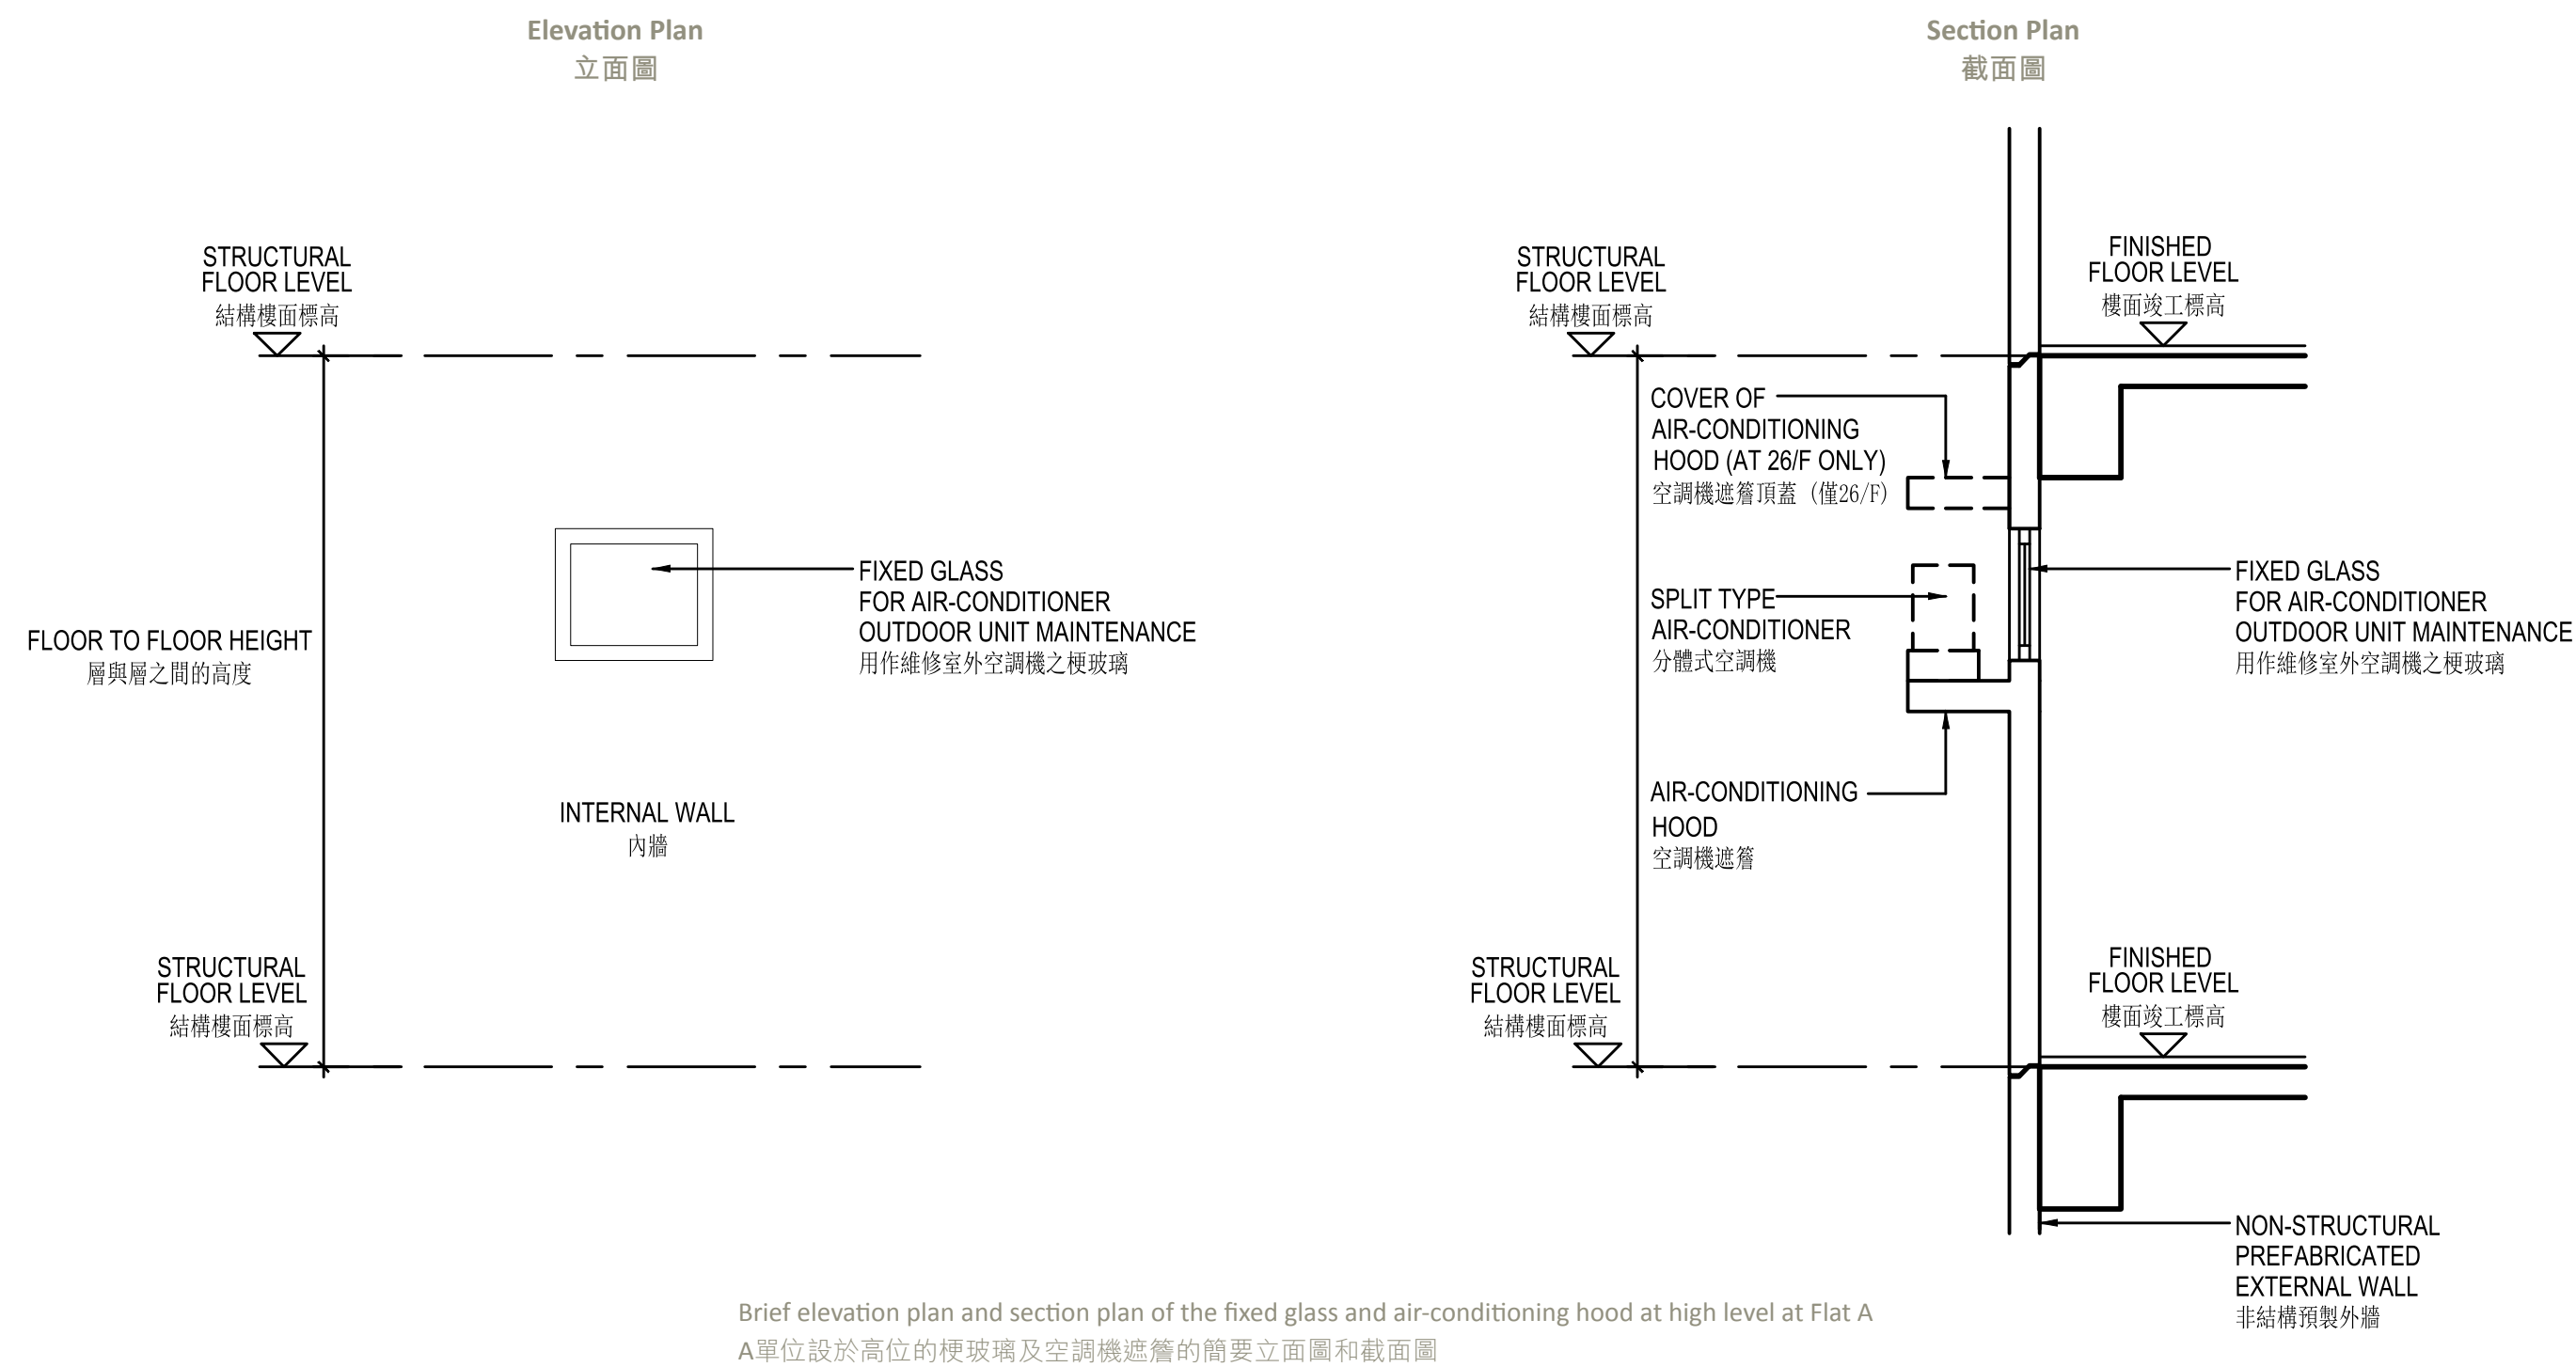 Elevation Plan
立面圖
STRUCTURAL
FLOOR LEVEL
結構樓面標高
FIXED GLASS
FOR AIR-CONDITIONER
OUTDOOR UNIT MAINTENANCE
用作維修室外空調機之梗玻璃
FLOOR TO FLOOR HEIGHT
層與層之間的高度
INTERNAL WALL
內牆
STRUCTURAL
FLOOR LEVEL
結構樓面標高
Section Plan
截面圖
STRUCTURAL
FLOOR LEVEL
結構樓面標高
FINISHED
FLOOR LEVEL
樓面竣工標高
COVER OF
AIR-CONDITIONING
HOOD (AT 26/F ONLY)
空調機遮簷頂蓋（僅26/F）
SPLIT TYPE
AIR-CONDITIONER
分體式空調機
FIXED GLASS
FOR AIR-CONDITIONER
OUTDOOR UNIT MAINTENANCE
用作維修室外空調機之梗玻璃
AIR-CONDITIONING
HOOD
空調機遮簷
STRUCTURAL
FLOOR LEVEL
結構樓面標高
FINISHED
FLOOR LEVEL
樓面竣工標高
NON-STRUCTURAL
PREFABRICATED
EXTERNAL WALL
非結構預製外牆
Brief elevation plan and section plan of the fixed glass and air-conditioning hood at high level at Flat A
A單位設於高位的梗玻璃及空調機遮簷的簡要立面圖和截面圖